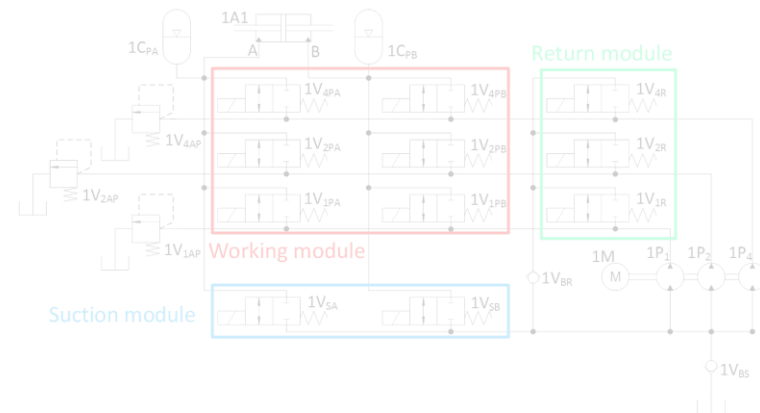 1A1
1C_PA
A
B
1C_PB
Return module
1V_4PA
1V_4PB
1V_4R
1V_4AP
1V_2PA
1V_2PB
1V_2R
1V_2AP
1V_1PA
1V_1PB
1V_1R
1V_1AP
Working module
1M
1P_1
1P_2
1P_4
M
1V_BR
1V_SA
1V_SB
Suction module
1V_BS